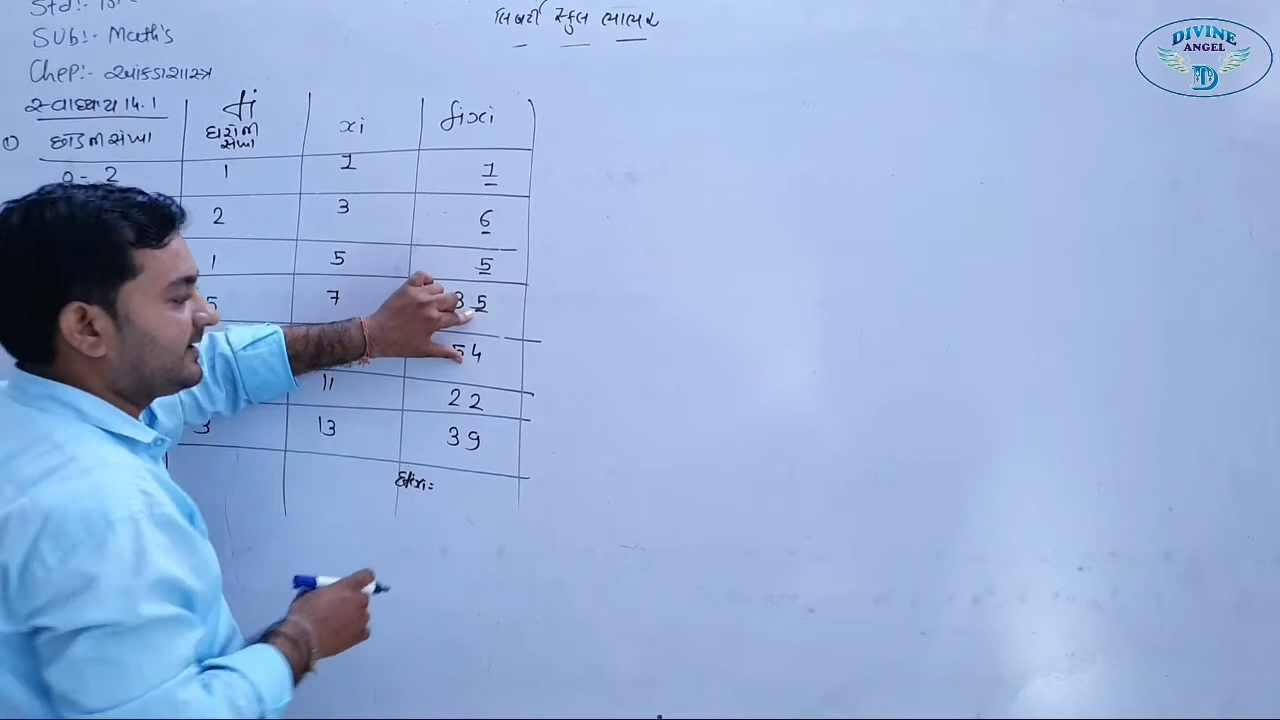 Std:-
લિબર્ટી સ્કુલ ભાભર
SUb:- Math's
Chep:- આંકડાશાસ્ત્ર
સ્વાધ્યાય 14.1
① છોડની સંખ્યા fi ઘરોની સંખ્યા xi fixi
0 - 2 1 1 1
2 3 6
1 5 5
5 7 35
54
11 22
3 13 39
Σfixi=
DIVINE
ANGEL
D